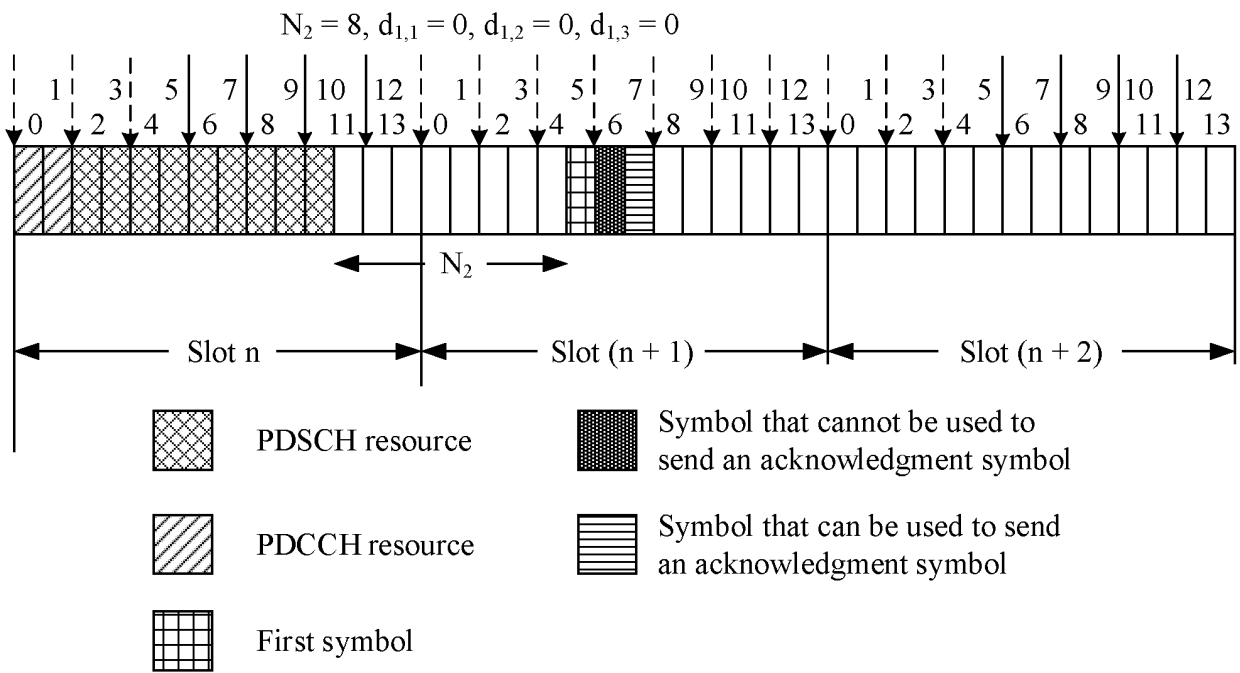 N₂ = 8, d₁,₁ = 0, d₁,₂ = 0, d₁,₃ = 0
1 3 5 7 9 10 12 1 3 5 7 9 10 12 1 3 5 7 9 10 12
0 2 4 6 8 11 13 0 2 4 6 8 11 13 0 2 4 6 8 11 13
N₂
Slot n Slot (n + 1) Slot (n + 2)
PDSCH resource
Symbol that cannot be used to
send an acknowledgment symbol
PDCCH resource
Symbol that can be used to send
an acknowledgment symbol
First symbol